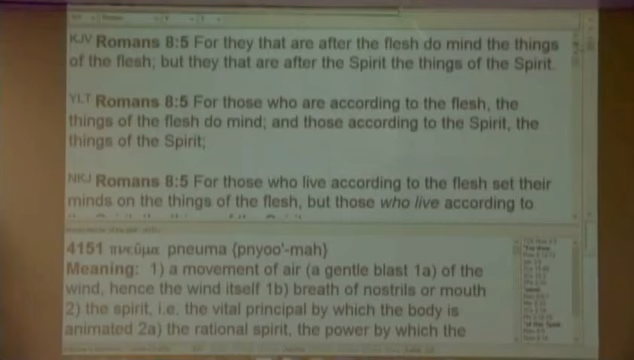 KJV Romans 8:5 For they that are after the flesh do mind the things
of the flesh; but they that are after the Spirit the things of the Spirit.
YLT Romans 8:5 For those who are according to the flesh, the
things of the flesh do mind; and those according to the Spirit, the
things of the Spirit;
NKJ Romans 8:5 For those who live according to the flesh set their
minds on the things of the flesh, but those who live according to
4151 πνεῦμα pneuma {pnyoo'-mah}
Meaning: 1) a movement of air (a gentle blast 1a) of the
wind, hence the wind itself 1b) breath of nostrils or mouth
2) the spirit, i.e. the vital principal by which the body is
animated 2a) the rational spirit, the power by which the